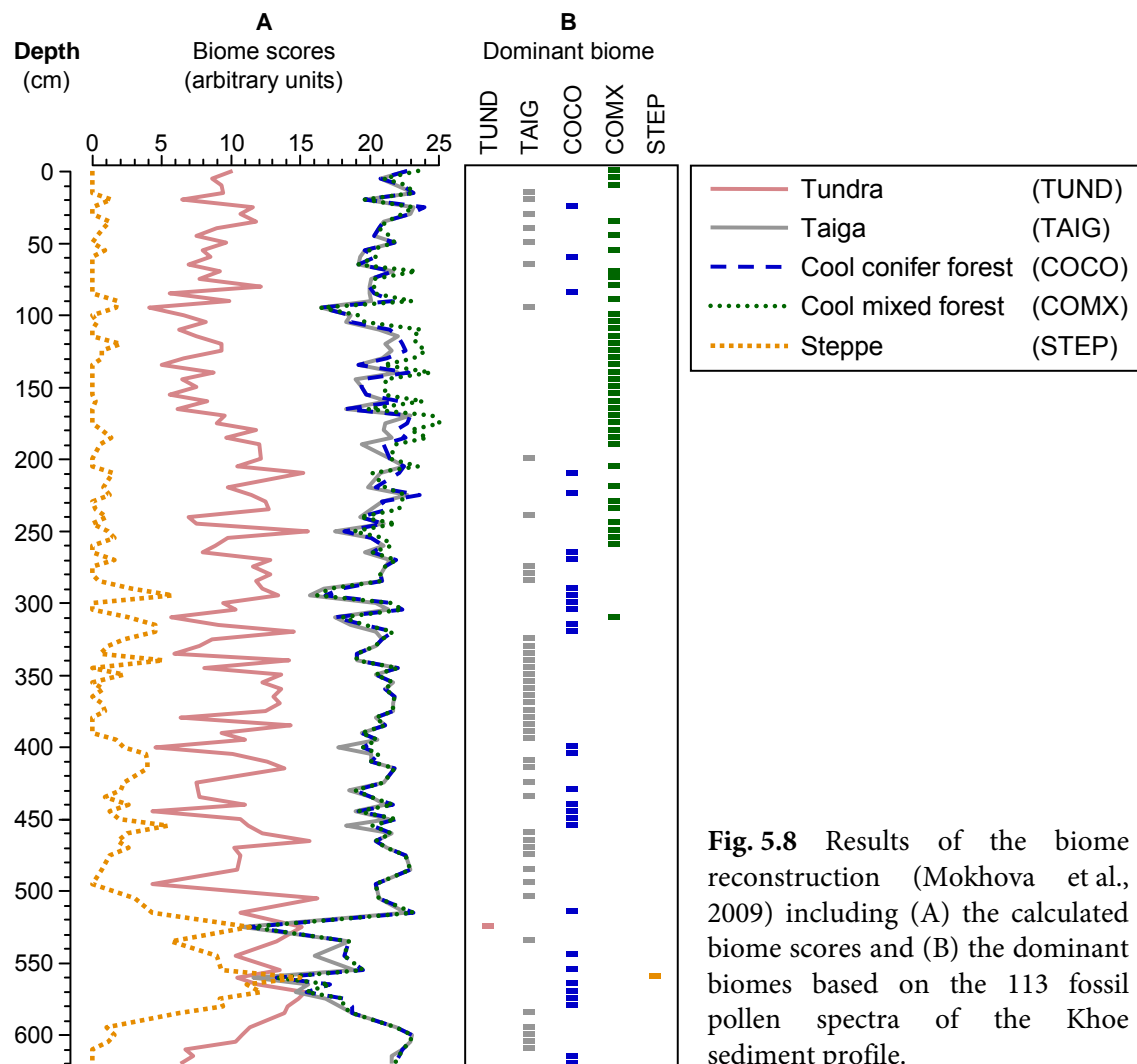 A
B
Depth
(cm)
Biome scores
(arbitrary units)
Dominant biome
TUND
TAIG
COCO
COMX
STEP
0 5 10 15 20 25
0
50
100
150
200
250
300
350
400
450
500
550
600
Tundra (TUND)
Taiga (TAIG)
Cool conifer forest (COCO)
Cool mixed forest (COMX)
Steppe (STEP)
Fig. 5.8 Results of the biome
reconstruction (Mokhova et al.,
2009) including (A) the calculated
biome scores and (B) the dominant
biomes based on the 113 fossil
pollen spectra of the Khoe
sediment profile.